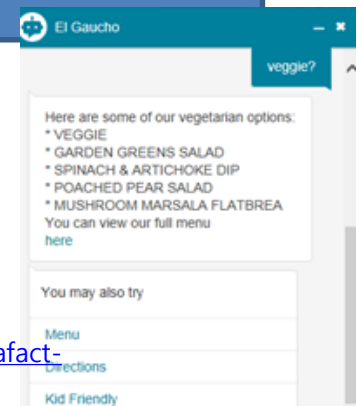 El Gaucho
veggie?
Here are some of our vegetarian options:
* VEGGIE
* GARDEN GREENS SALAD
* SPINACH & ARTICHOKE DIP
* POACHED PEAR SALAD
* MUSHROOM MARSALA FLATBREA
You can view our full menu
here
You may also try
Menu
afact-
Directions
Kid Friendly